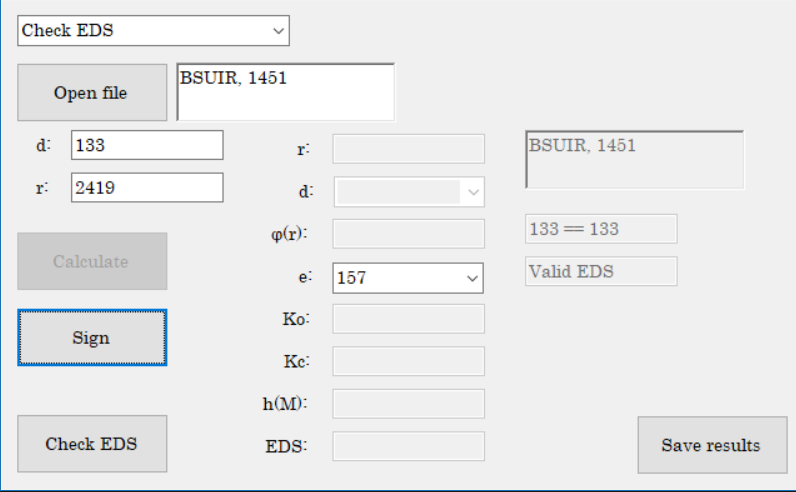 Check EDS
Open file
BSUIR, 1451
d: 133
r: 2419
Calculate
Sign
Check EDS
r:
d:
φ(r):
e: 157
Ko:
Kc:
h(M):
EDS:
BSUIR, 1451
133 == 133
Valid EDS
Save results